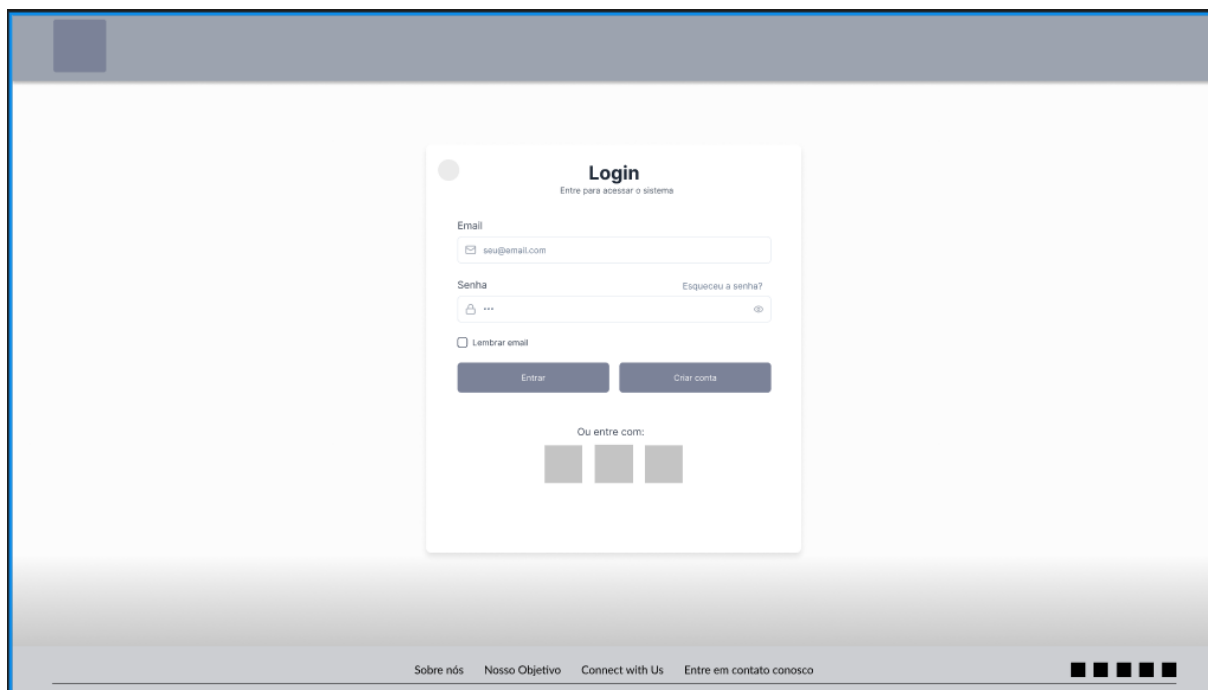 Login
Entre para acessar o sistema
Email
seu@email.com
Senha
Esqueceu a senha?
***
Lembrar email
Entrar
Criar conta
Ou entre com:
Sobre nós Nosso Objetivo Connect with Us Entre em contato conosco